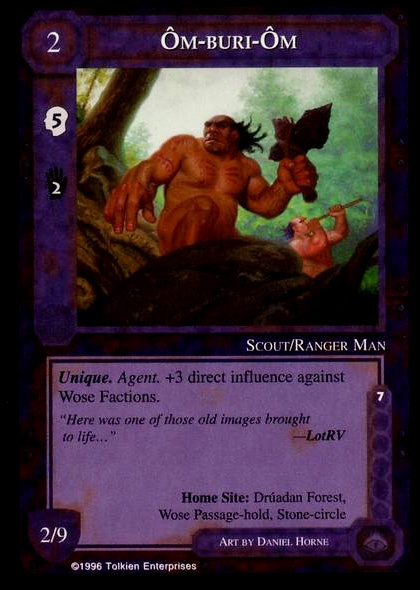 2
ÔM-BURI-ÔM
5
2
SCOUT/RANGER MAN
Unique. Agent. +3 direct influence against
Wose Factions.
7
“Here was one of those old images brought
to life…”
—LotRV
Home Site: Drúadan Forest,
Wose Passage-hold, Stone-circle
2/9
ART BY DANIEL HORNE
©1996 Tolkien Enterprises